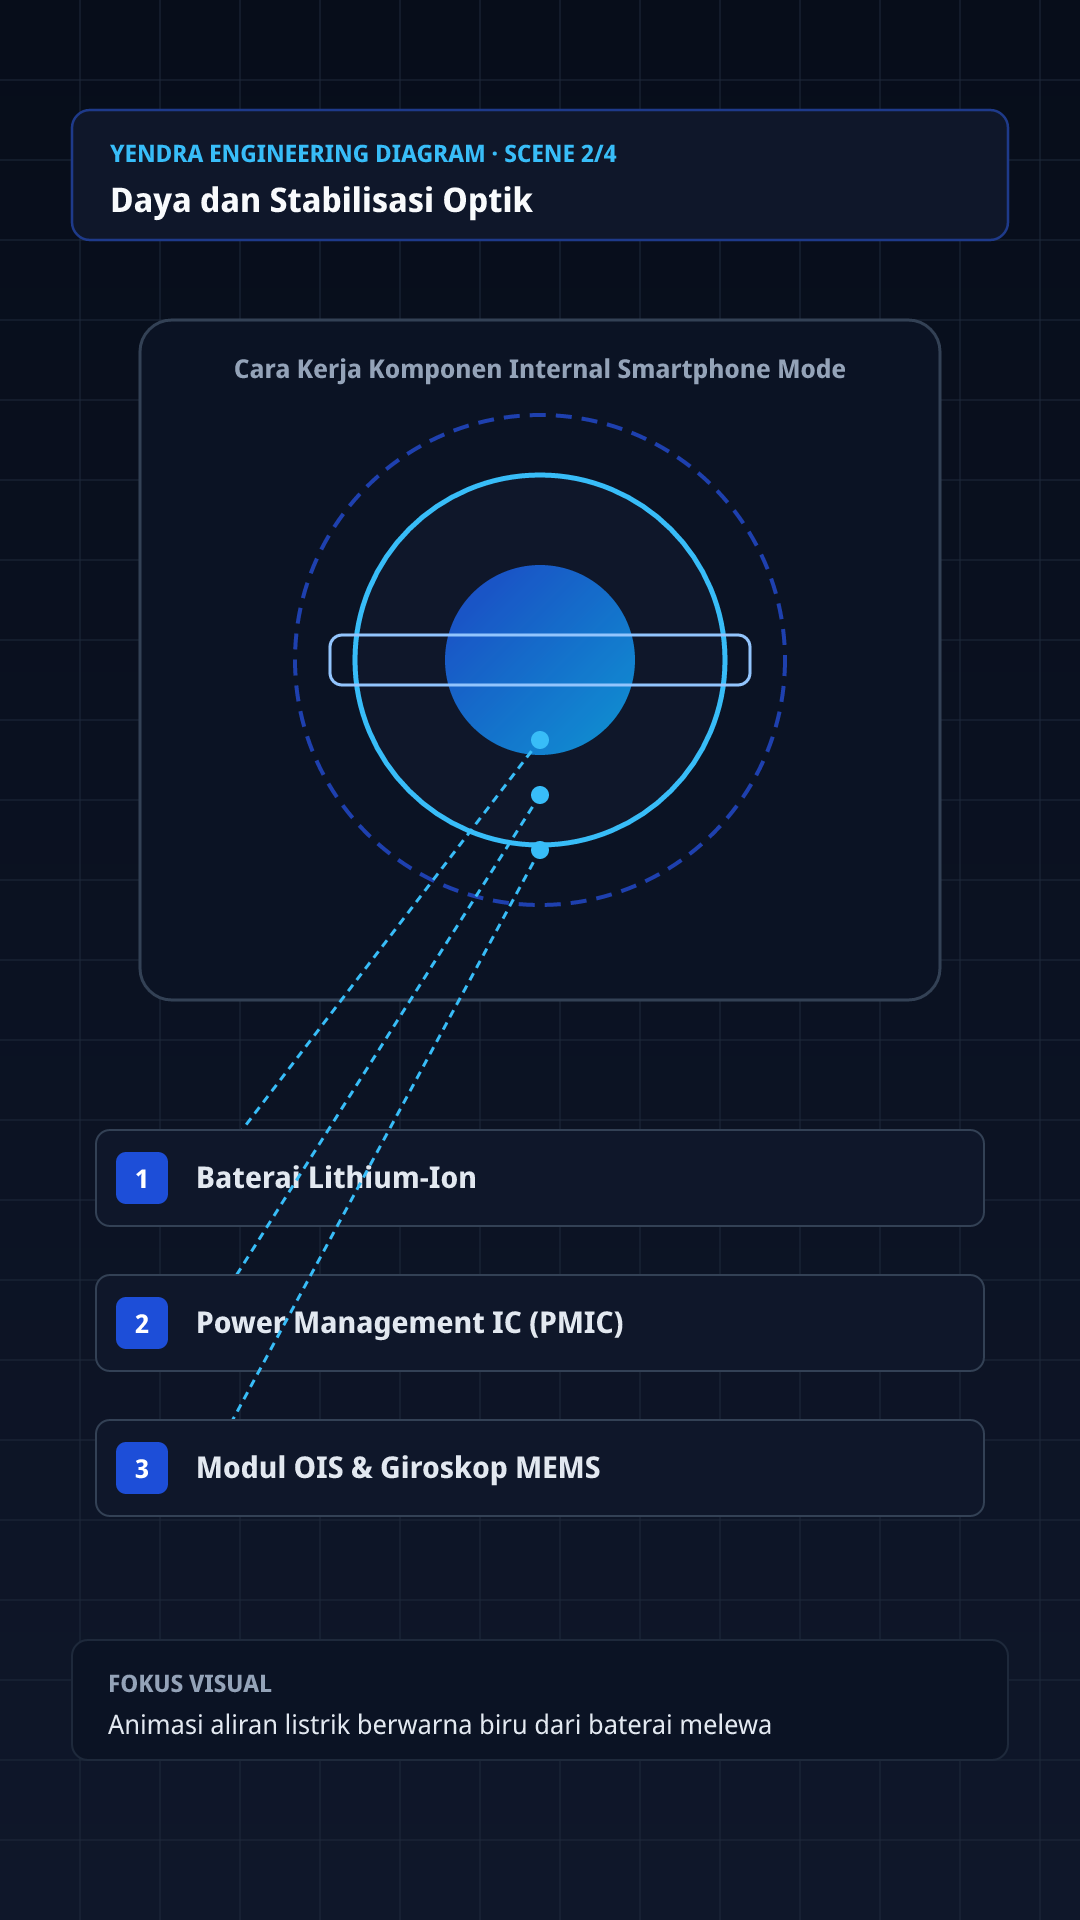 YENDRA ENGINEERING DIAGRAM · SCENE 2/4
Daya dan Stabilisasi Optik
Cara Kerja Komponen Internal Smartphone Mode
1 Baterai Lithium-Ion
2 Power Management IC (PMIC)
3 Modul OIS & Giroskop MEMS
FOKUS VISUAL
Animasi aliran listrik berwarna biru dari baterai melewa